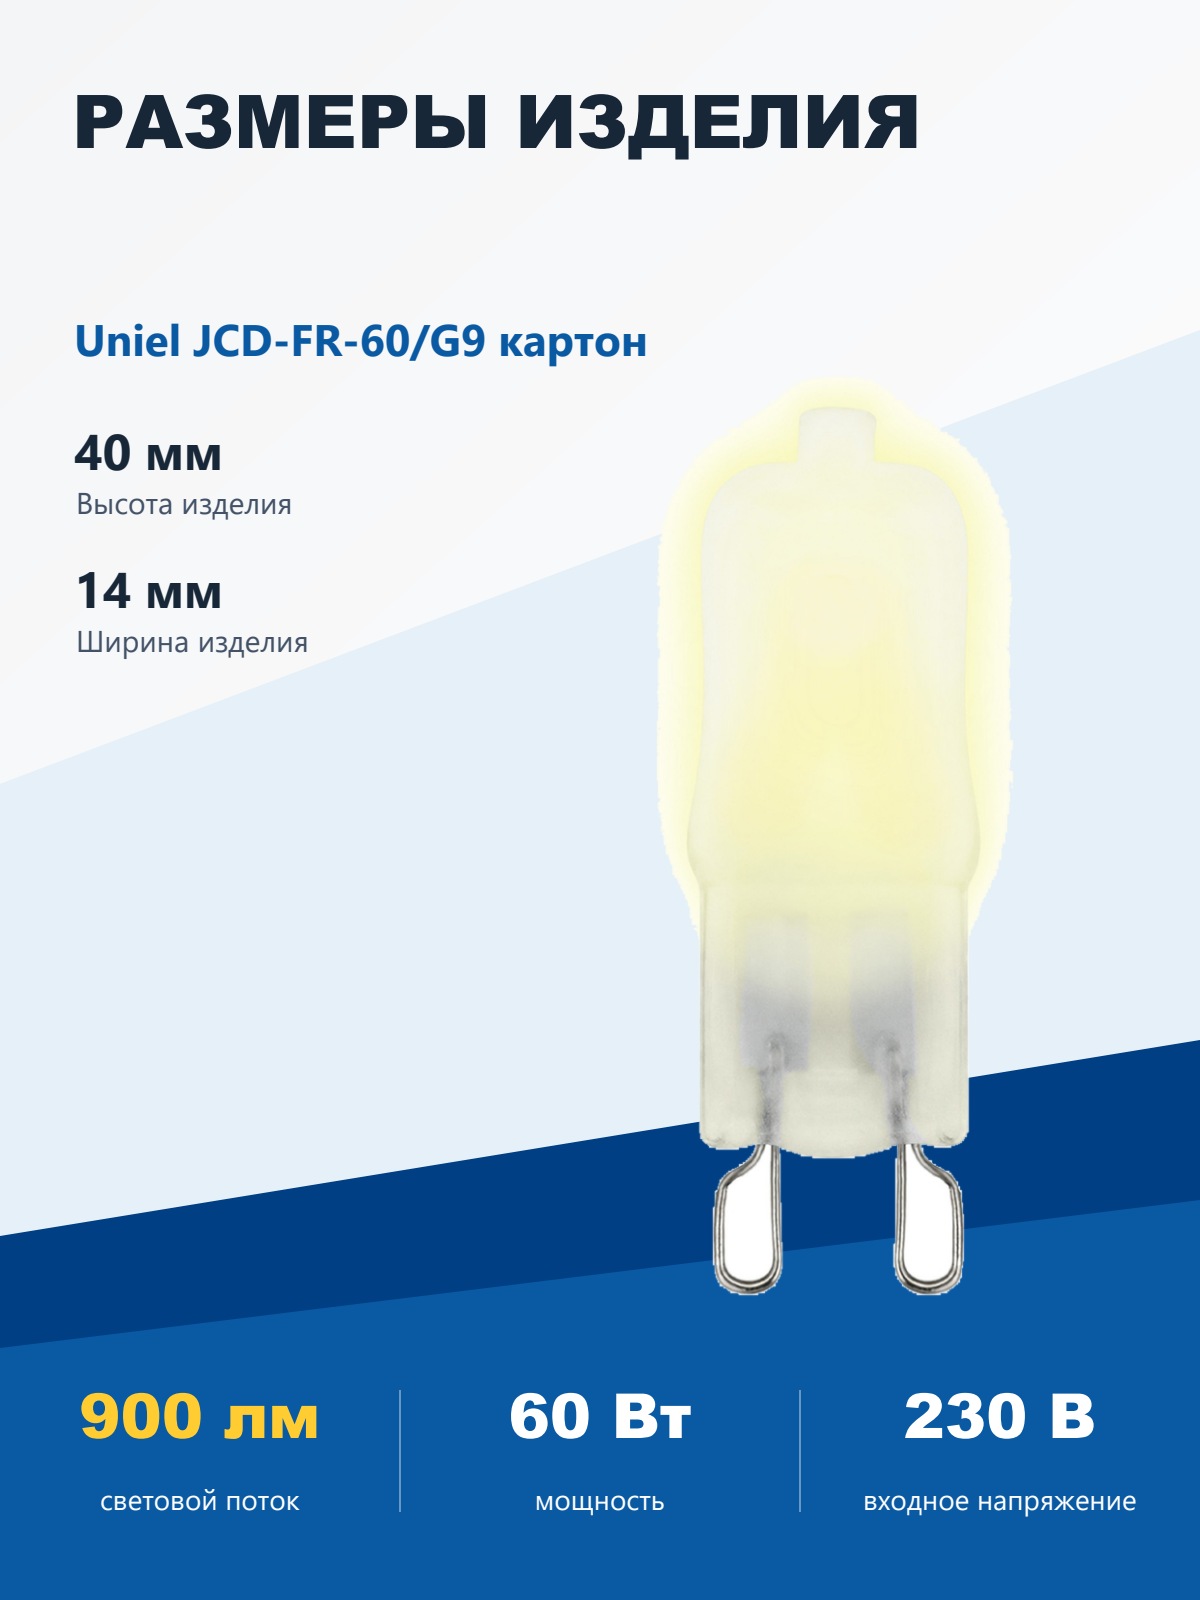 РАЗМЕРЫ ИЗДЕЛИЯ
Uniel JCD-FR-60/G9 картон
40 мм
Высота изделия
14 мм
Ширина изделия
900 лм
световой поток
60 Вт
мощность
230 В
входное напряжение